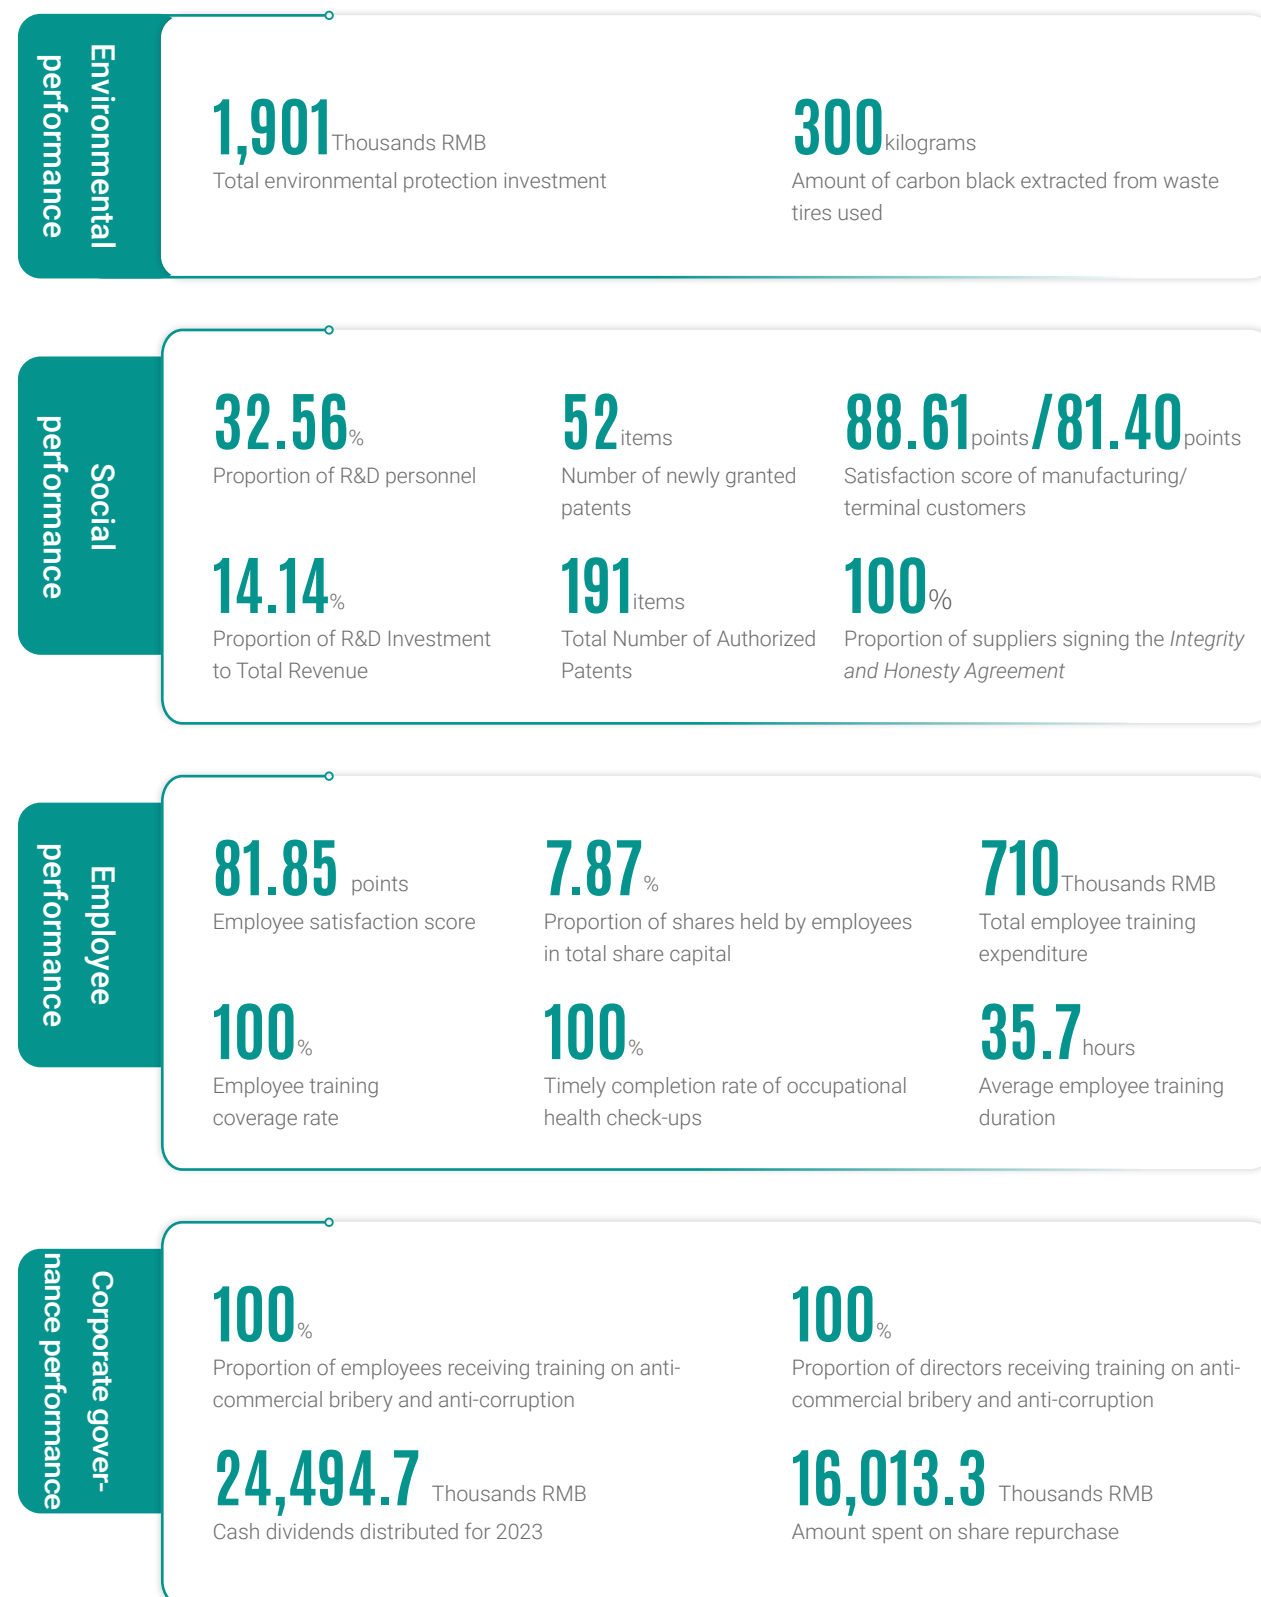 Environmental
performance
1,901Thousands RMB
Total environmental protection investment
300kilograms
Amount of carbon black extracted from waste
tires used
Social
performance
32.56%
Proportion of R&D personnel
52items
Number of newly granted
patents
88.61points/81.40points
Satisfaction score of manufacturing/
terminal customers
14.14%
Proportion of R&D Investment
to Total Revenue
191items
Total Number of Authorized
Patents
100%
Proportion of suppliers signing the Integrity
and Honesty Agreement
Employee
performance
81.85 points
Employee satisfaction score
7.87%
Proportion of shares held by employees
in total share capital
710Thousands RMB
Total employee training
expenditure
100%
Employee training
coverage rate
100%
Timely completion rate of occupational
health check-ups
35.7hours
Average employee training
duration
Corporate gover-
nance performance
100%
Proportion of employees receiving training on anti-
commercial bribery and anti-corruption
100%
Proportion of directors receiving training on anti-
commercial bribery and anti-corruption
24,494.7 Thousands RMB
Cash dividends distributed for 2023
16,013.3 Thousands RMB
Amount spent on share repurchase